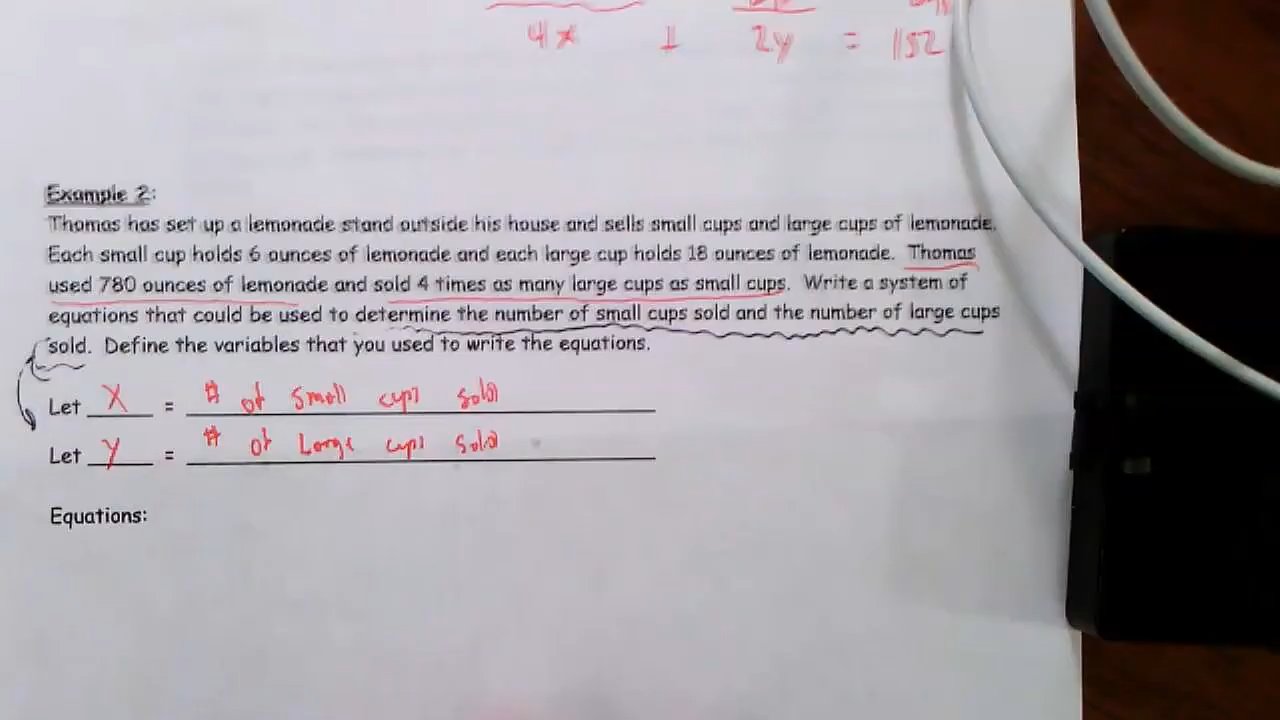 4x + 2y = 152
Example 2:
Thomas has set up a lemonade stand outside his house and sells small cups and large cups of lemonade.
Each small cup holds 6 ounces of lemonade and each large cup holds 18 ounces of lemonade. Thomas
used 780 ounces of lemonade and sold 4 times as many large cups as small cups. Write a system of
equations that could be used to determine the number of small cups sold and the number of large cups
sold. Define the variables that you used to write the equations.
Let x = # of small cups sold
Let y = # of Large cups sold
Equations: